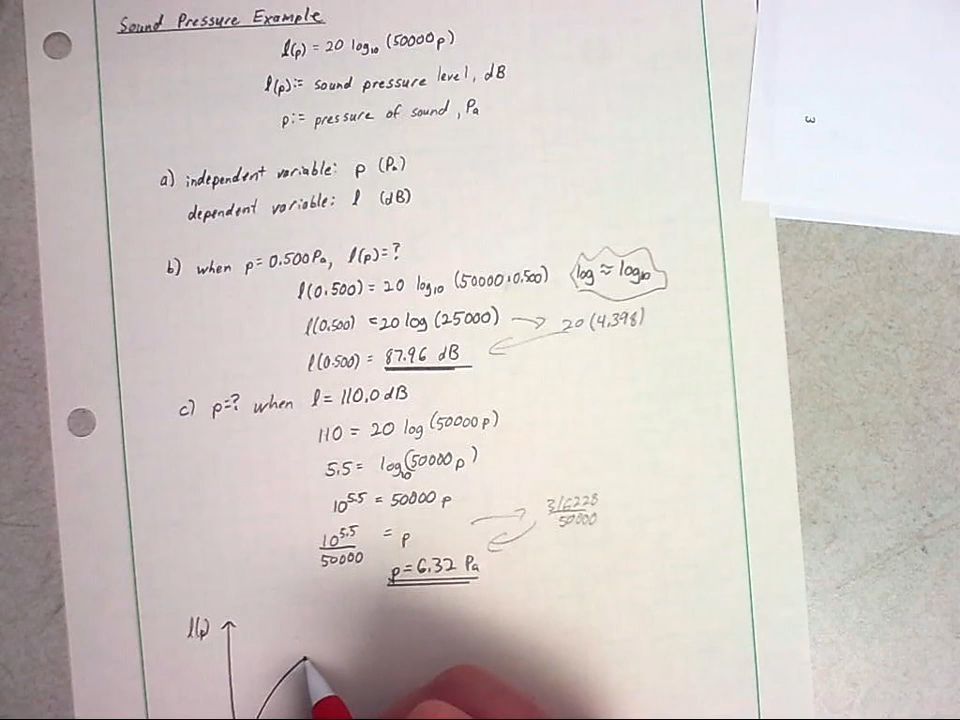 Sound Pressure Example
l(p) = 20 log₁₀ (50000p)
l(p):= sound pressure level, dB
p:= pressure of sound, Pa
a) independent variable: p (Pa)
dependent variable: l (dB)
b) when p=0.500Pa, l(p)=?
l(0.500) = 20 log₁₀ (50000·0.500)
log ≈ log₁₀
l(0.500) = 20 log (25000) → 20 (4.398)
l(0.500) = 87.96 dB
c) p=? when l = 110.0 dB
110 = 20 log (50000 p)
5.5 = log₁₀(50000 p)
10^5.5 = 50000 p
316228/50000
10^5.5/50000 = p
p=6.32 Pa
l(p)
3